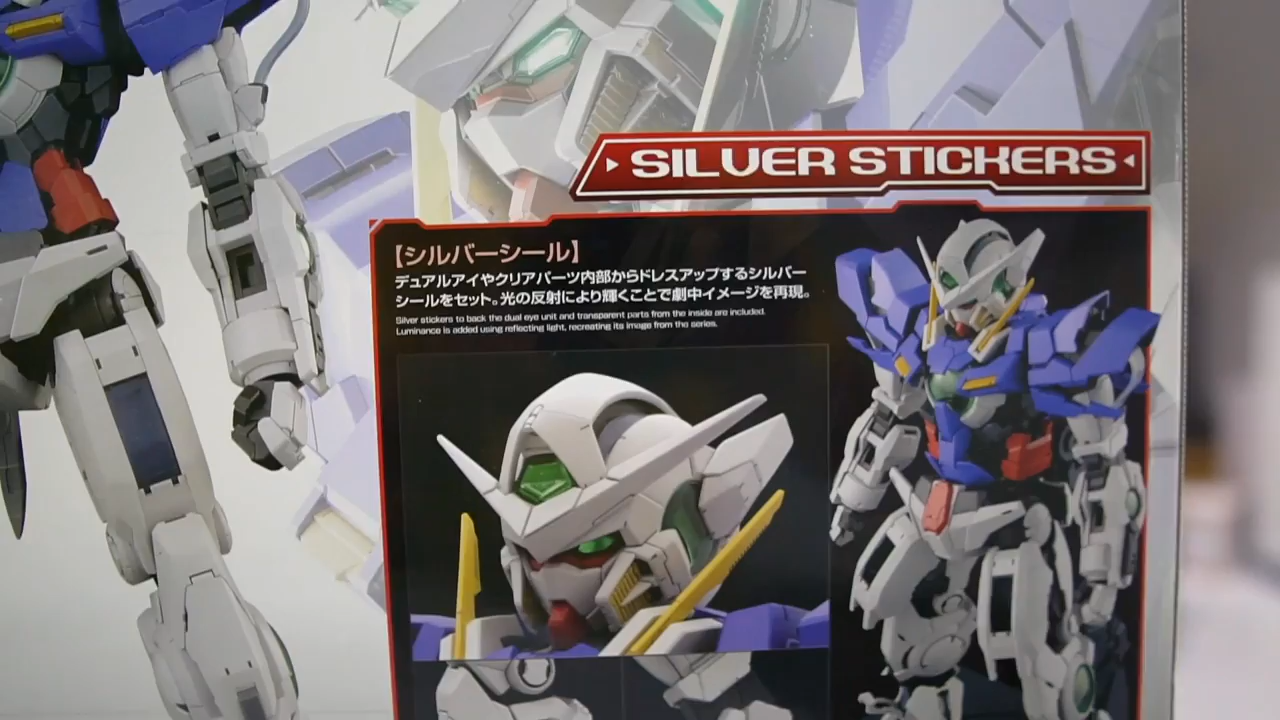 SILVER STICKERS
【シルバーシール】
デュアルアイやクリアパーツ内部からドレスアップするシルバー
シールをセット。光の反射により輝くことで劇中イメージを再現。
Silver stickers to back the dual eye unit and transparent parts from the inside are included.
Luminance is added using reflecting light, recreating its image from the series.